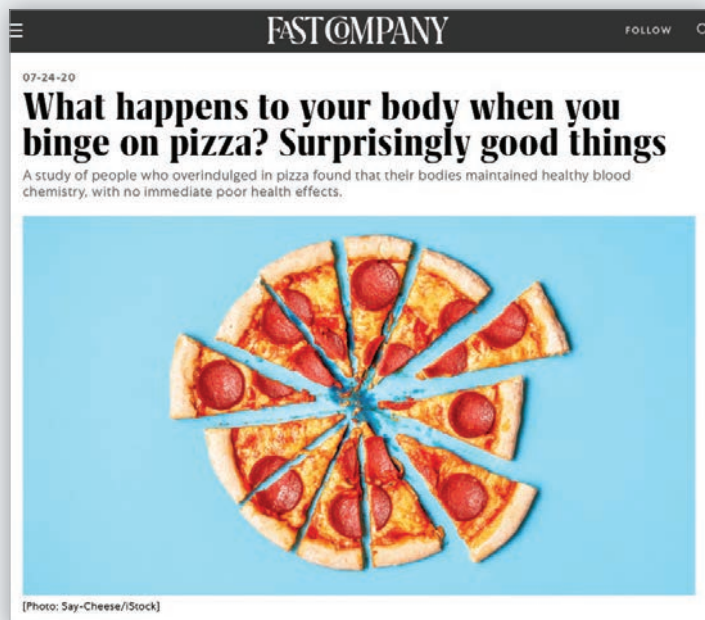 FAST COMPANY
FOLLOW
07-24-20
What happens to your body when you
binge on pizza? Surprisingly good things
A study of people who overindulged in pizza found that their bodies maintained healthy blood
chemistry, with no immediate poor health effects.
[Photo: Say-Cheese/iStock]